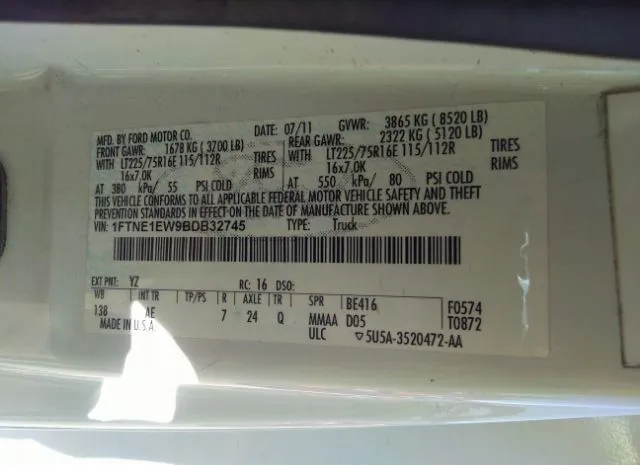 MFD. BY FORD MOTOR CO.
DATE: 07/11 GVWR: 3865 KG ( 8520 LB)
FRONT GAWR: 1678 KG ( 3700 LB) REAR GAWR: 2322 KG ( 5120 LB)
WITH LT225/75R16E 115/112R TIRES WITH LT225/75R16E 115/112R TIRES
16x7.0K RIMS 16x7.0K RIMS
AT 380 kPa/ 55 PSI COLD AT 550 kPa/ 80 PSI COLD
THIS VEHICLE CONFORMS TO ALL APPLICABLE FEDERAL MOTOR VEHICLE SAFETY AND THEFT
PREVENTION STANDARDS IN EFFECT ON THE DATE OF MANUFACTURE SHOWN ABOVE.
VIN: 1FTNE1EW9BDB32745 TYPE: Truck
EXT PNT: YZ RC: 16 DSO:
WB INT TR TP/PS R AXLE TR SPR BE416 F0574
138 AE 7 24 Q MMAA D05 T0872
MADE IN U.S.A. ULC ▽5U5A-3520472-AA